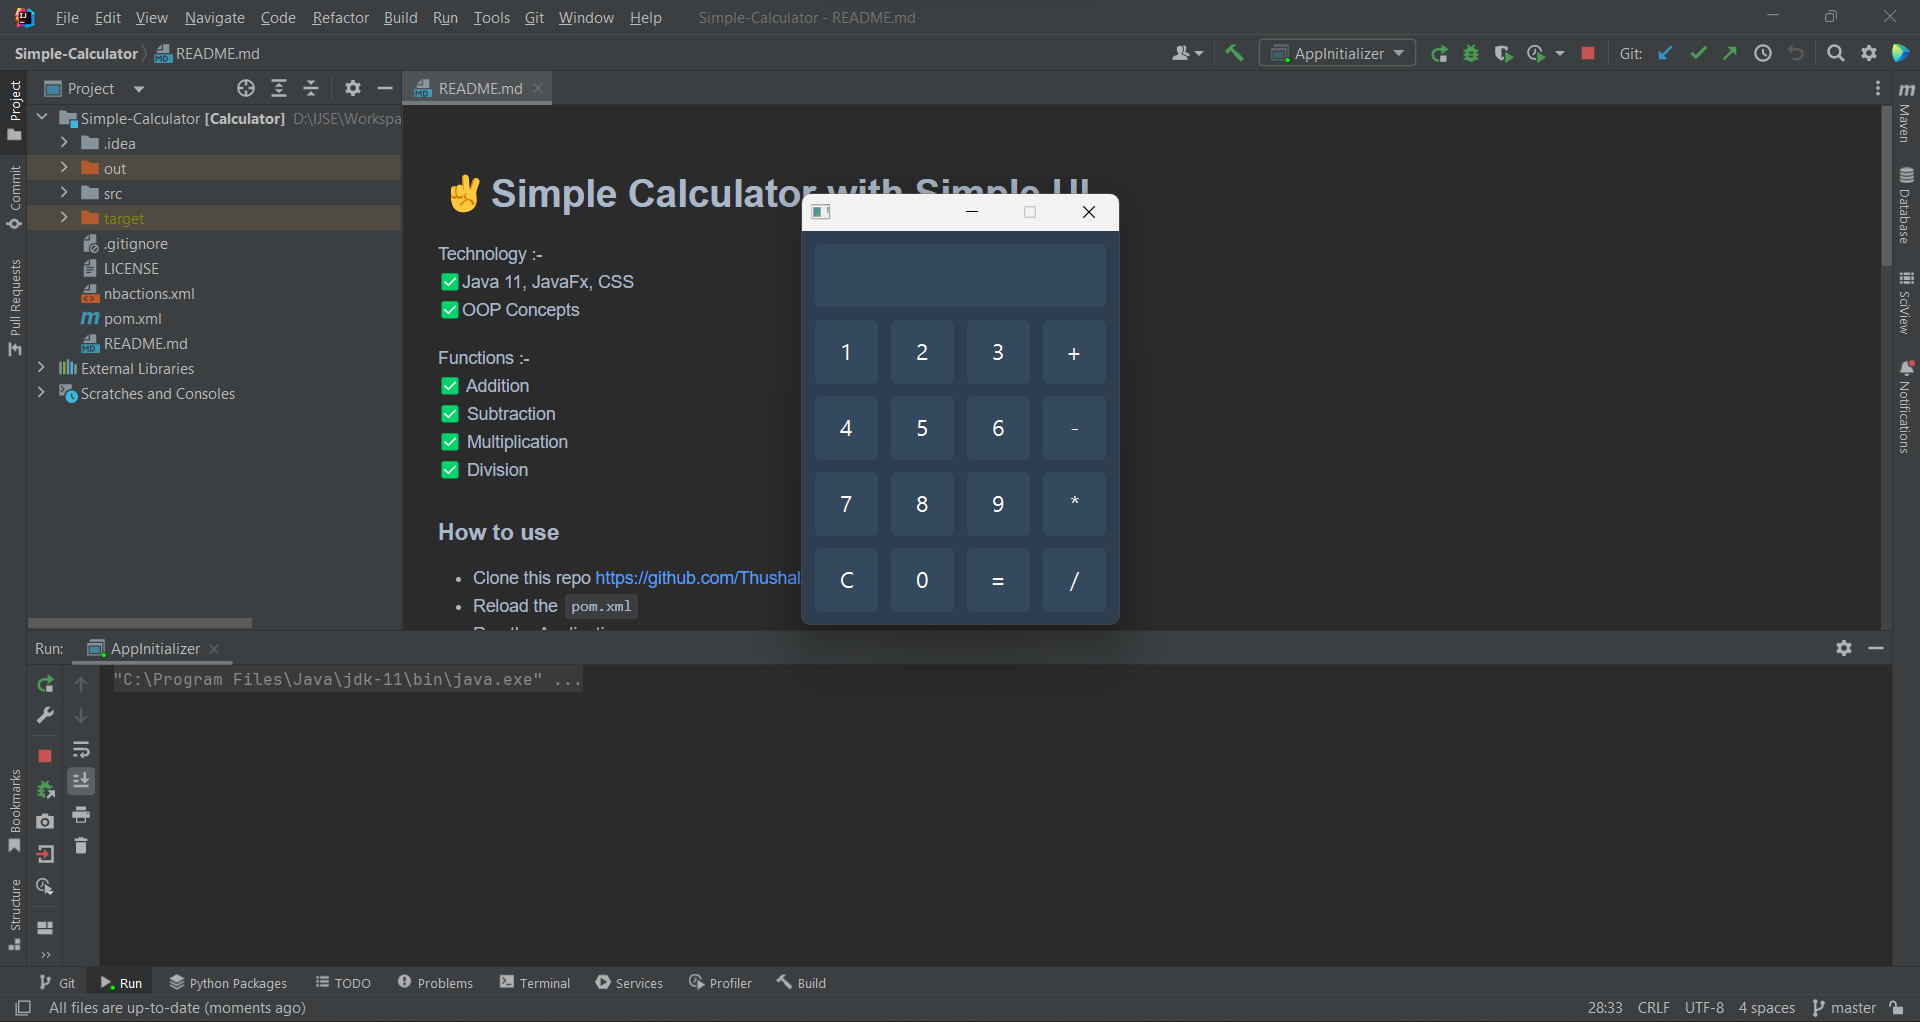 File Edit View Navigate Code Refactor Build Run Tools Git Window Help Simple-Calculator - README.md
Simple-Calculator README.md AppInitializer Git:
Project
README.md
Simple-Calculator [Calculator] D:\IJSE\Workspa
.idea
out
src
target
.gitignore
LICENSE
nbactions.xml
pom.xml
README.md
External Libraries
Scratches and Consoles
Project
Commit
Pull Requests
Bookmarks
Structure
✌ Simple Calculator with Simple UI
Technology :-
✅ Java 11, JavaFx, CSS
✅ OOP Concepts
Functions :-
✅ Addition
✅ Subtraction
✅ Multiplication
✅ Division
How to use
• Clone this repo https://github.com/Thushal
• Reload the pom.xml
1 2 3 +
4 5 6 -
7 8 9 *
C 0 = /
Maven
Database
SciView
Notifications
Run: AppInitializer
"C:\Program Files\Java\jdk-11\bin\java.exe" ...
Git Run Python Packages TODO Problems Terminal Services Profiler Build
All files are up-to-date (moments ago) 28:33 CRLF UTF-8 4 spaces master